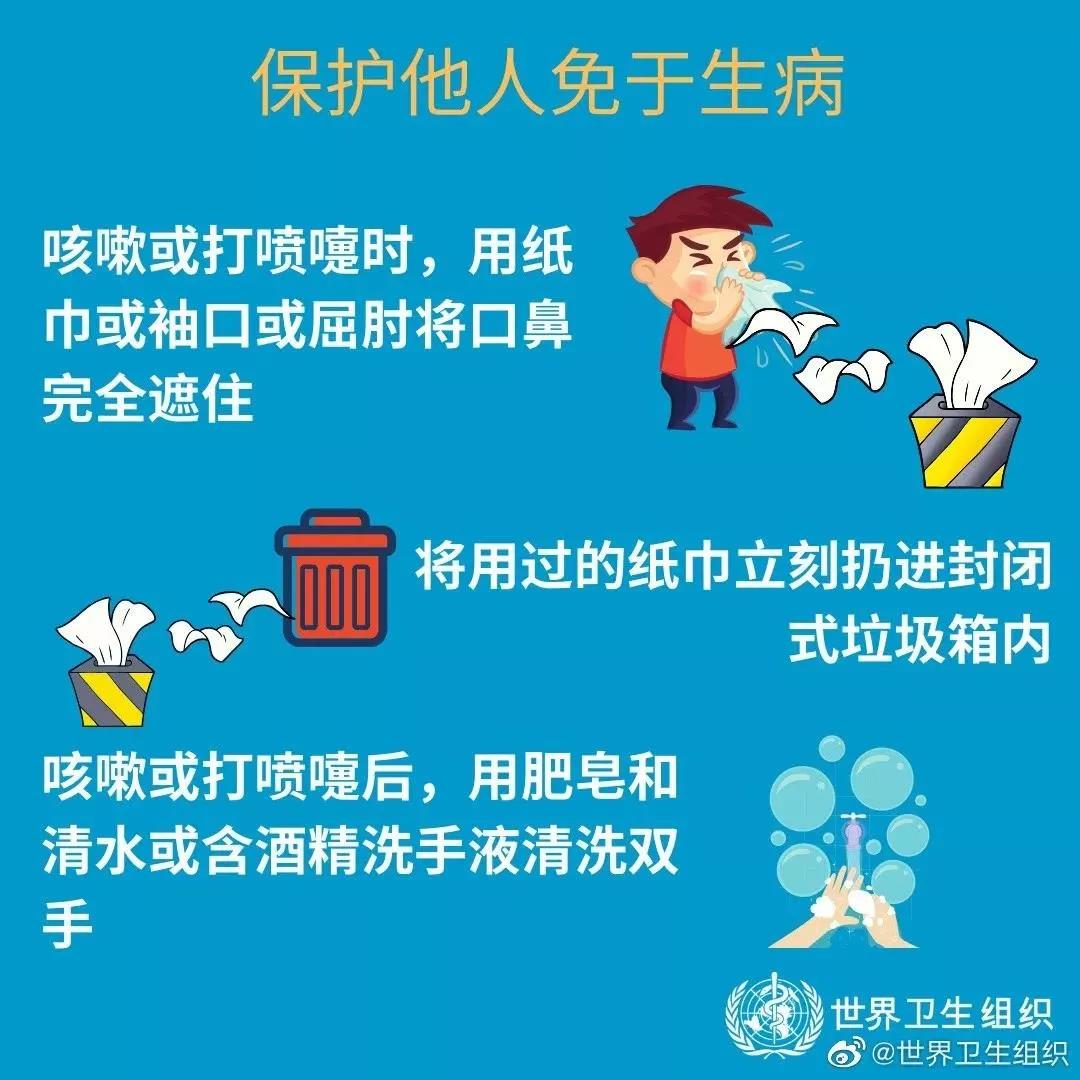 保护他人免于生病
咳嗽或打喷嚏时，用纸
巾或袖口或屈肘将口鼻
完全遮住
将用过的纸巾立刻扔进封闭
式垃圾箱内
咳嗽或打喷嚏后，用肥皂和
清水或含酒精洗手液清洗双
手
世界卫生组织
@世界卫生组织